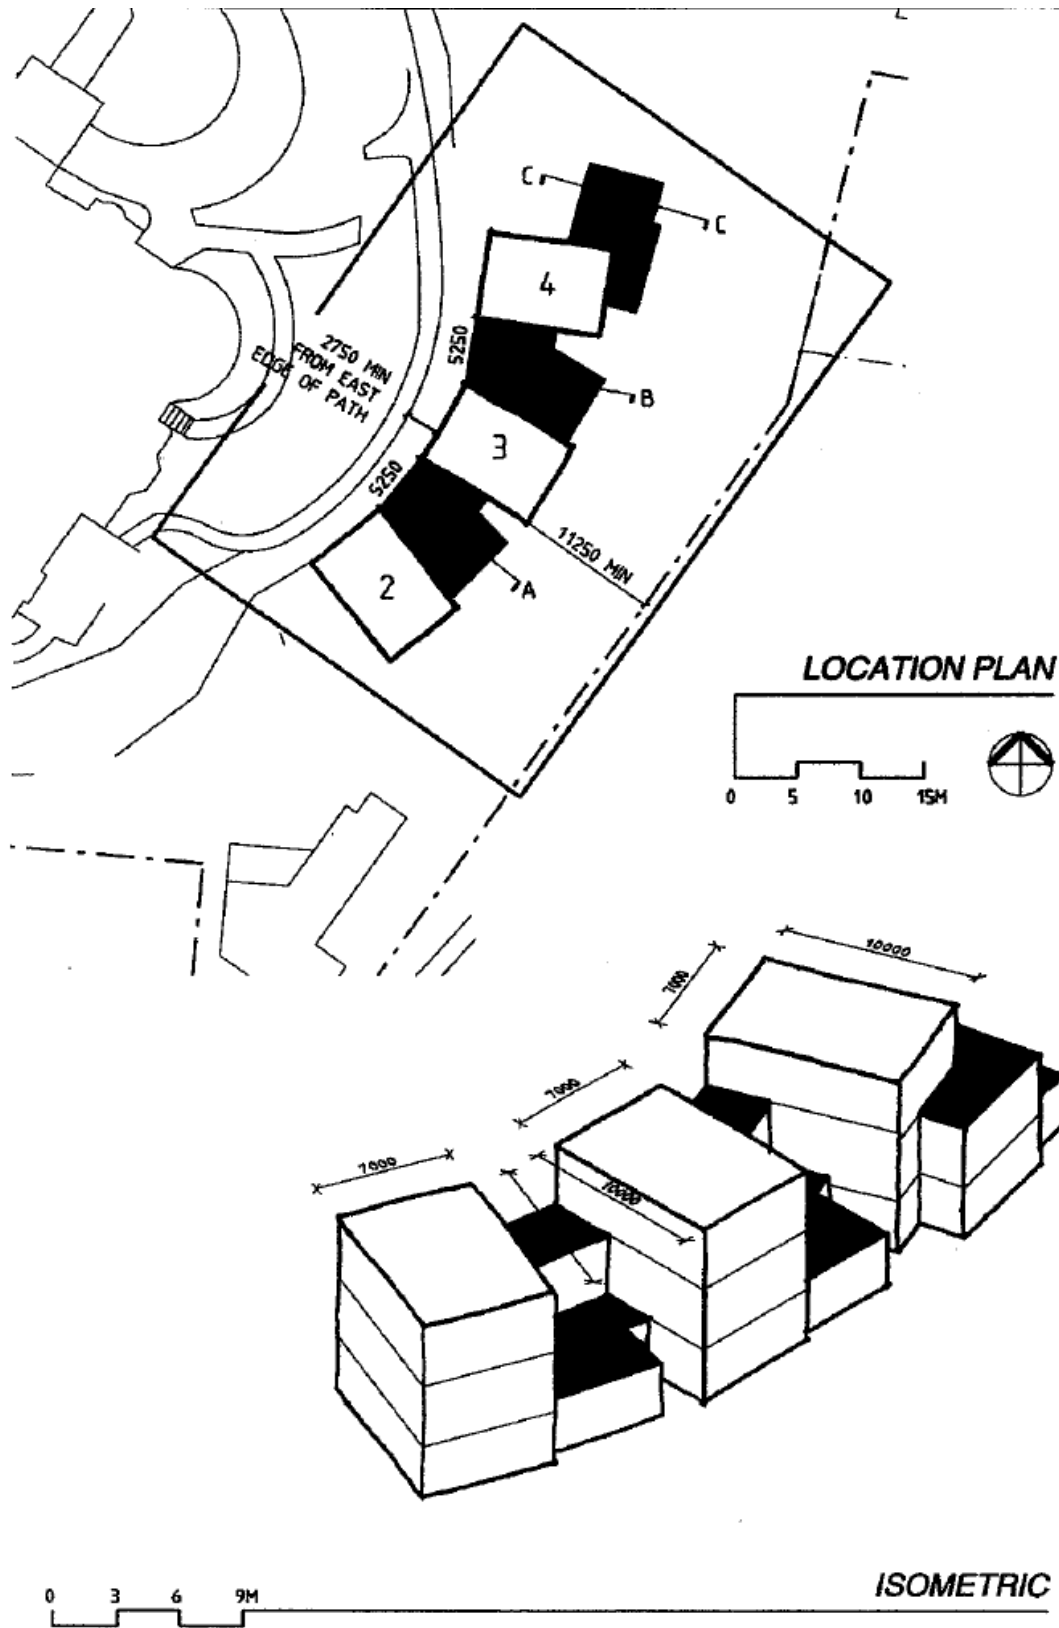 C
C
4
5250
2750 MIN
FROM EAST
EDGE OF PATH
B
3
5250
11250 MIN
2
A
LOCATION PLAN
0 5 10 15M
10000
7000
7000
7000
10000
ISOMETRIC
0 3 6 9M